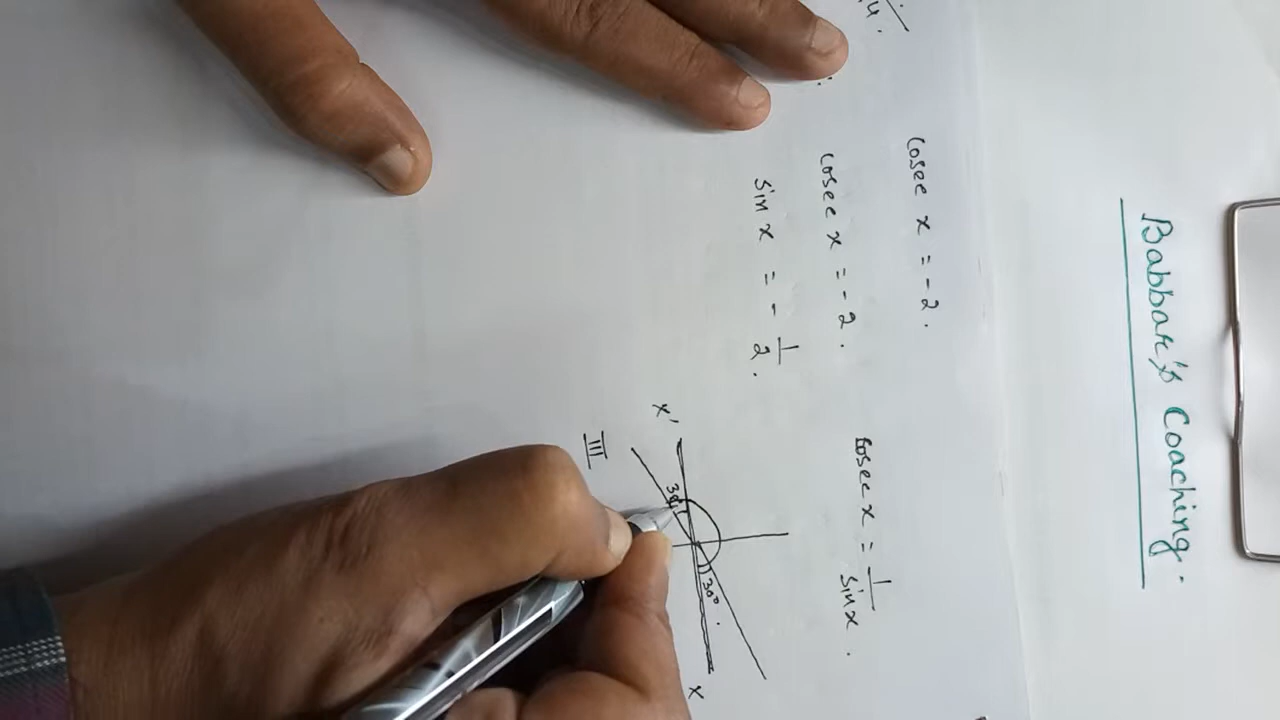 Babbar's Coaching.
cosec x = -2.
cosec x = -2.
cosec x = 1/sin x.
sin x = -1/2.
X'
30°
30°.
X
III